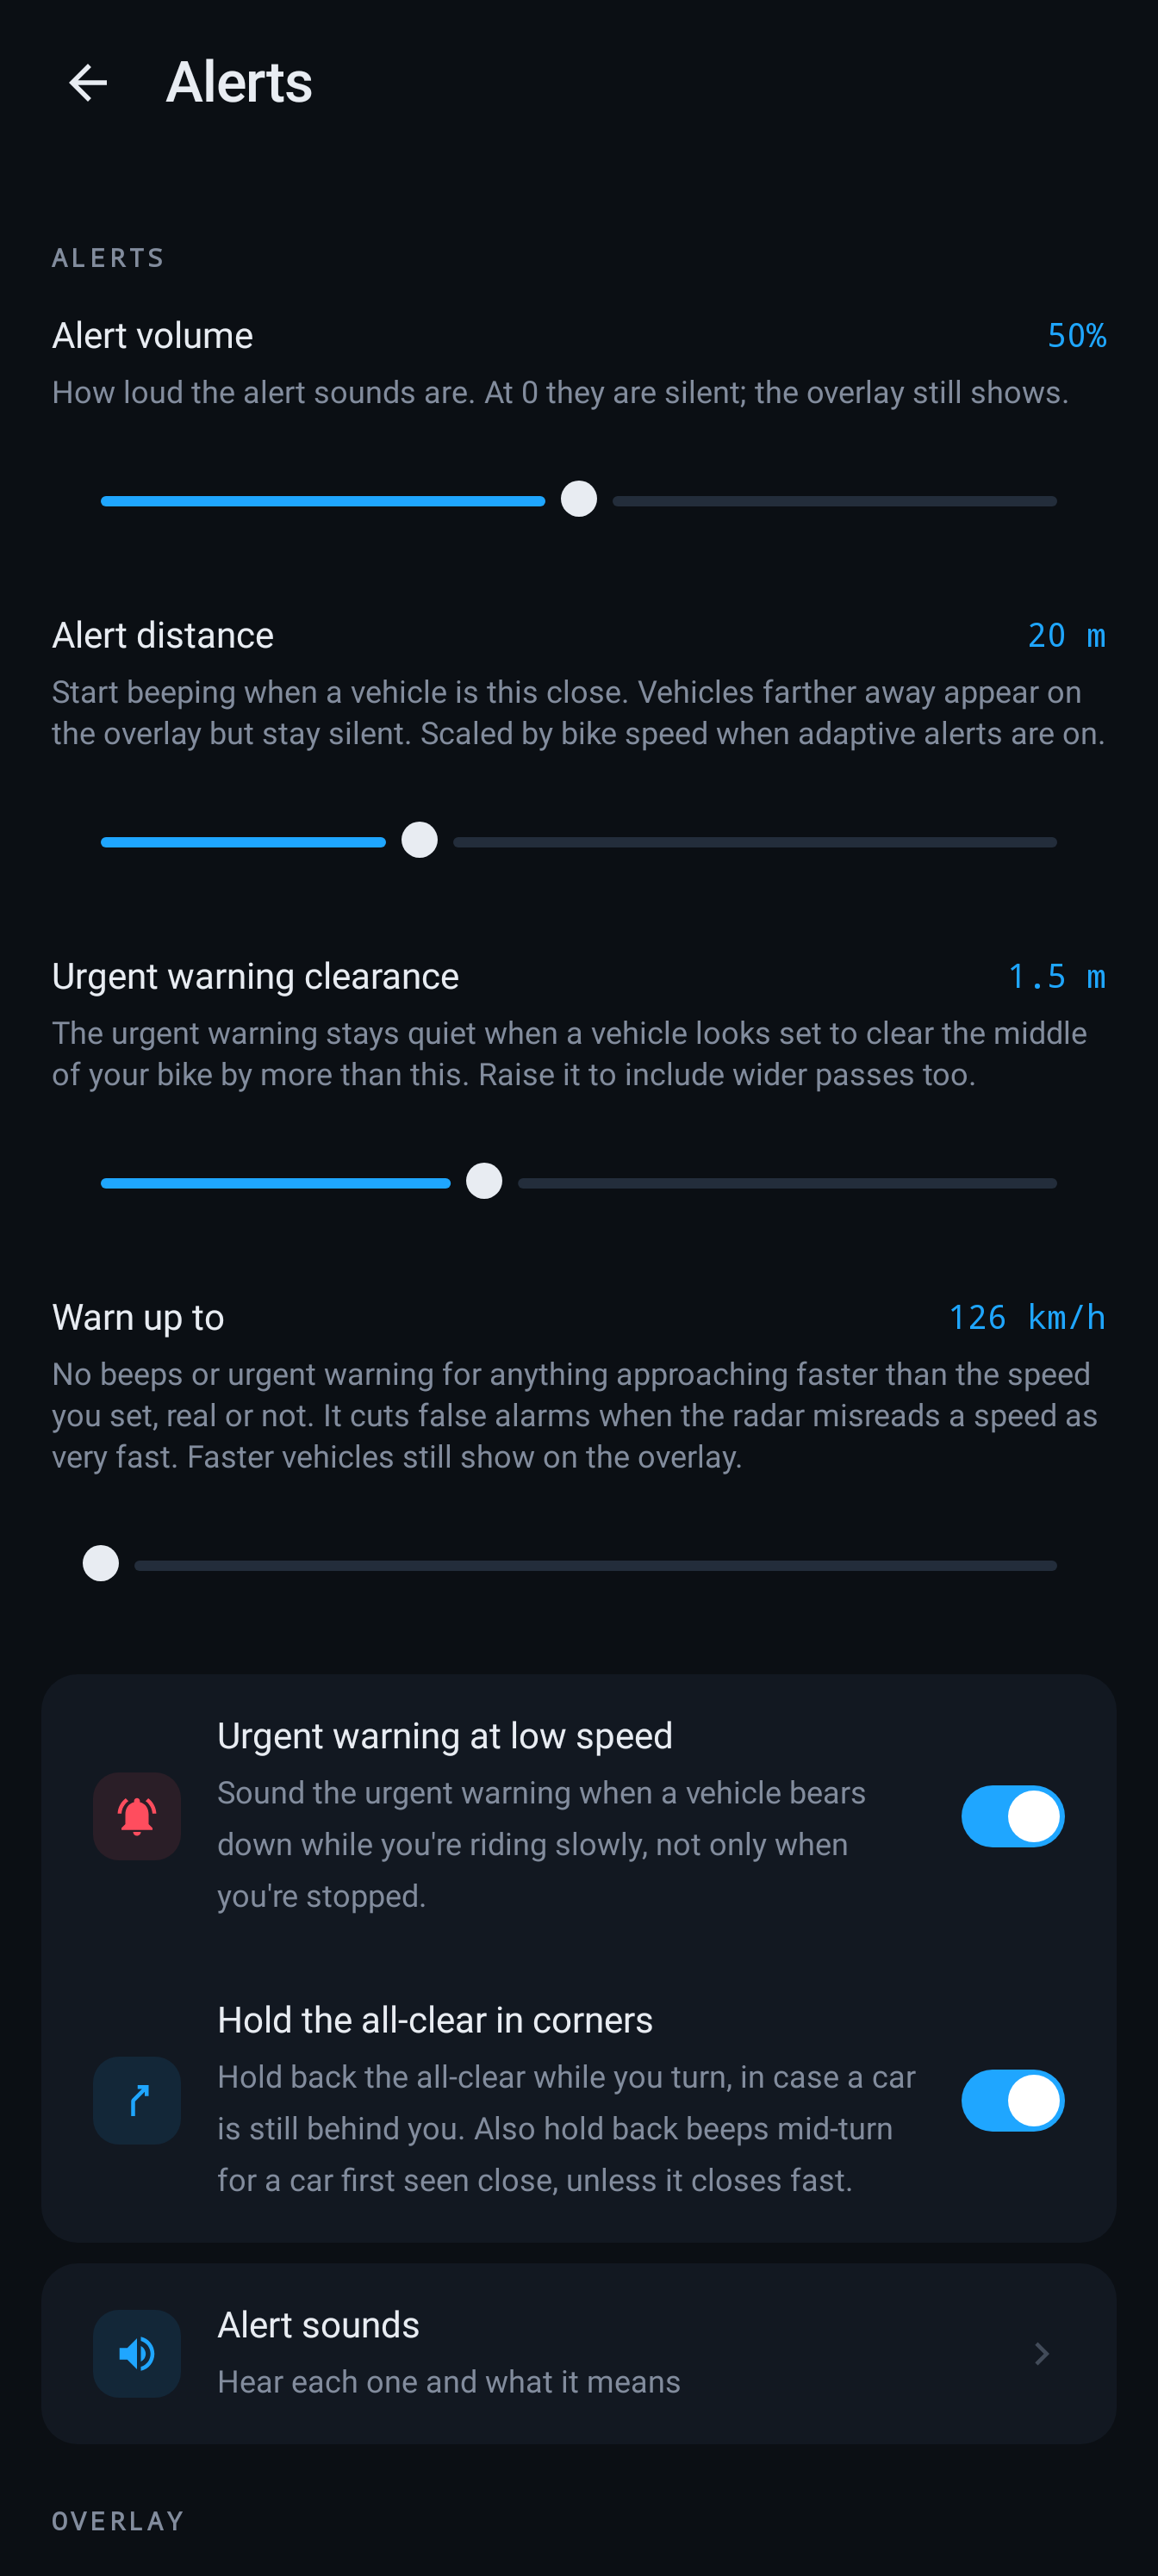 Alerts
ALERTS
Alert volume
50%
How loud the alert sounds are. At 0 they are silent; the overlay still shows.
Alert distance
20 m
Start beeping when a vehicle is this close. Vehicles farther away appear on
the overlay but stay silent. Scaled by bike speed when adaptive alerts are on.
Urgent warning clearance
1.5 m
The urgent warning stays quiet when a vehicle looks set to clear the middle
of your bike by more than this. Raise it to include wider passes too.
Warn up to
126 km/h
No beeps or urgent warning for anything approaching faster than the speed
you set, real or not. It cuts false alarms when the radar misreads a speed as
very fast. Faster vehicles still show on the overlay.
Urgent warning at low speed
Sound the urgent warning when a vehicle bears
down while you're riding slowly, not only when
you're stopped.
Hold the all-clear in corners
Hold back the all-clear while you turn, in case a car
is still behind you. Also hold back beeps mid-turn
for a car first seen close, unless it closes fast.
Alert sounds
Hear each one and what it means
OVERLAY